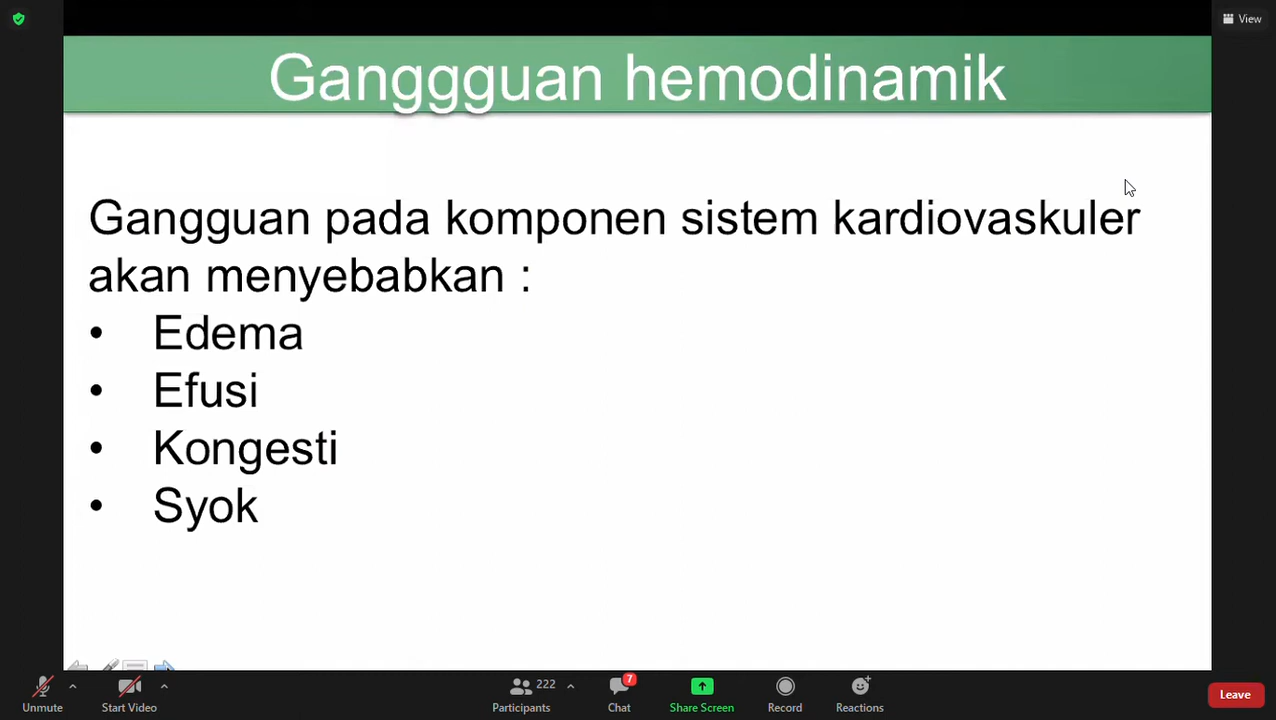 View
Ganggguan hemodinamik
Gangguan pada komponen sistem kardiovaskuler
akan menyebabkan :
• Edema
• Efusi
• Kongesti
• Syok
222
7
Unmute
Start Video
Participants
Chat
Share Screen
Record
Reactions
Leave